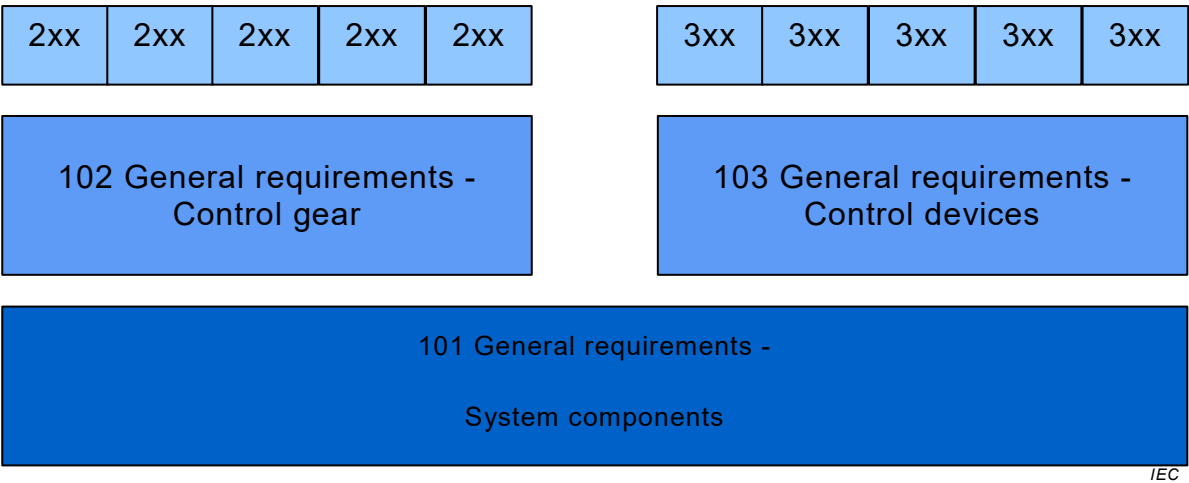 2xx 2xx 2xx 2xx 2xx 3xx 3xx 3xx 3xx 3xx
102 General requirements -
Control gear
103 General requirements -
Control devices
101 General requirements -
System components
IEC